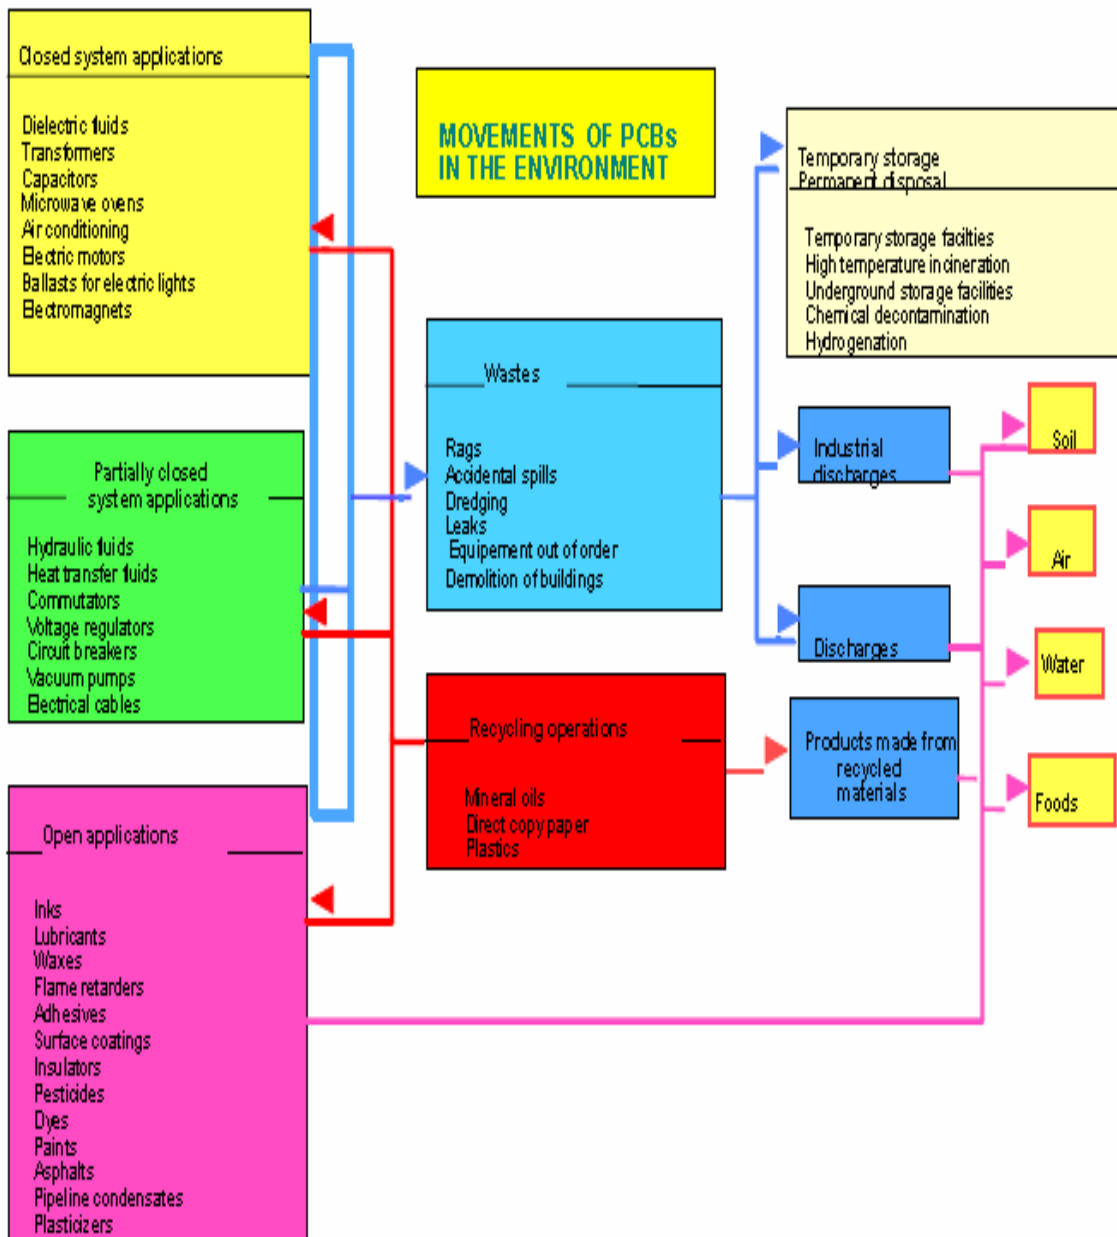 Closed system applications
Dielectric fluids
Transformers
Capacitors
Microwave ovens
Air conditioning
Electric motors
Ballasts for electric lights
Electromagnets
MOVEMENTS OF PCBs
IN THE ENVIRONMENT
Temporary storage
Permanent disposal
Temporary storage facilties
High temperature incineration
Underground storage facilities
Chemical decontamination
Hydrogenation
Partially closed
system applications
Hydraulic fluids
Heat transfer fluids
Commutators
Voltage regulators
Circuit breakers
Vacuum pumps
Electrical cables
Wastes
Rags
Accidental spills
Dredging
Leaks
Equipement out of order
Demolition of buildings
Industrial
discharges
Discharges
Soil
Air
Water
Foods
Recycling operations
Mineral oils
Direct copy paper
Plastics
Products made from
recycled
materials
Open applications
Inks
Lubricants
Waxes
Flame retarders
Adhesives
Surface coatings
Insulators
Pesticides
Dyes
Paints
Asphalts
Pipeline condensates
Plasticizers